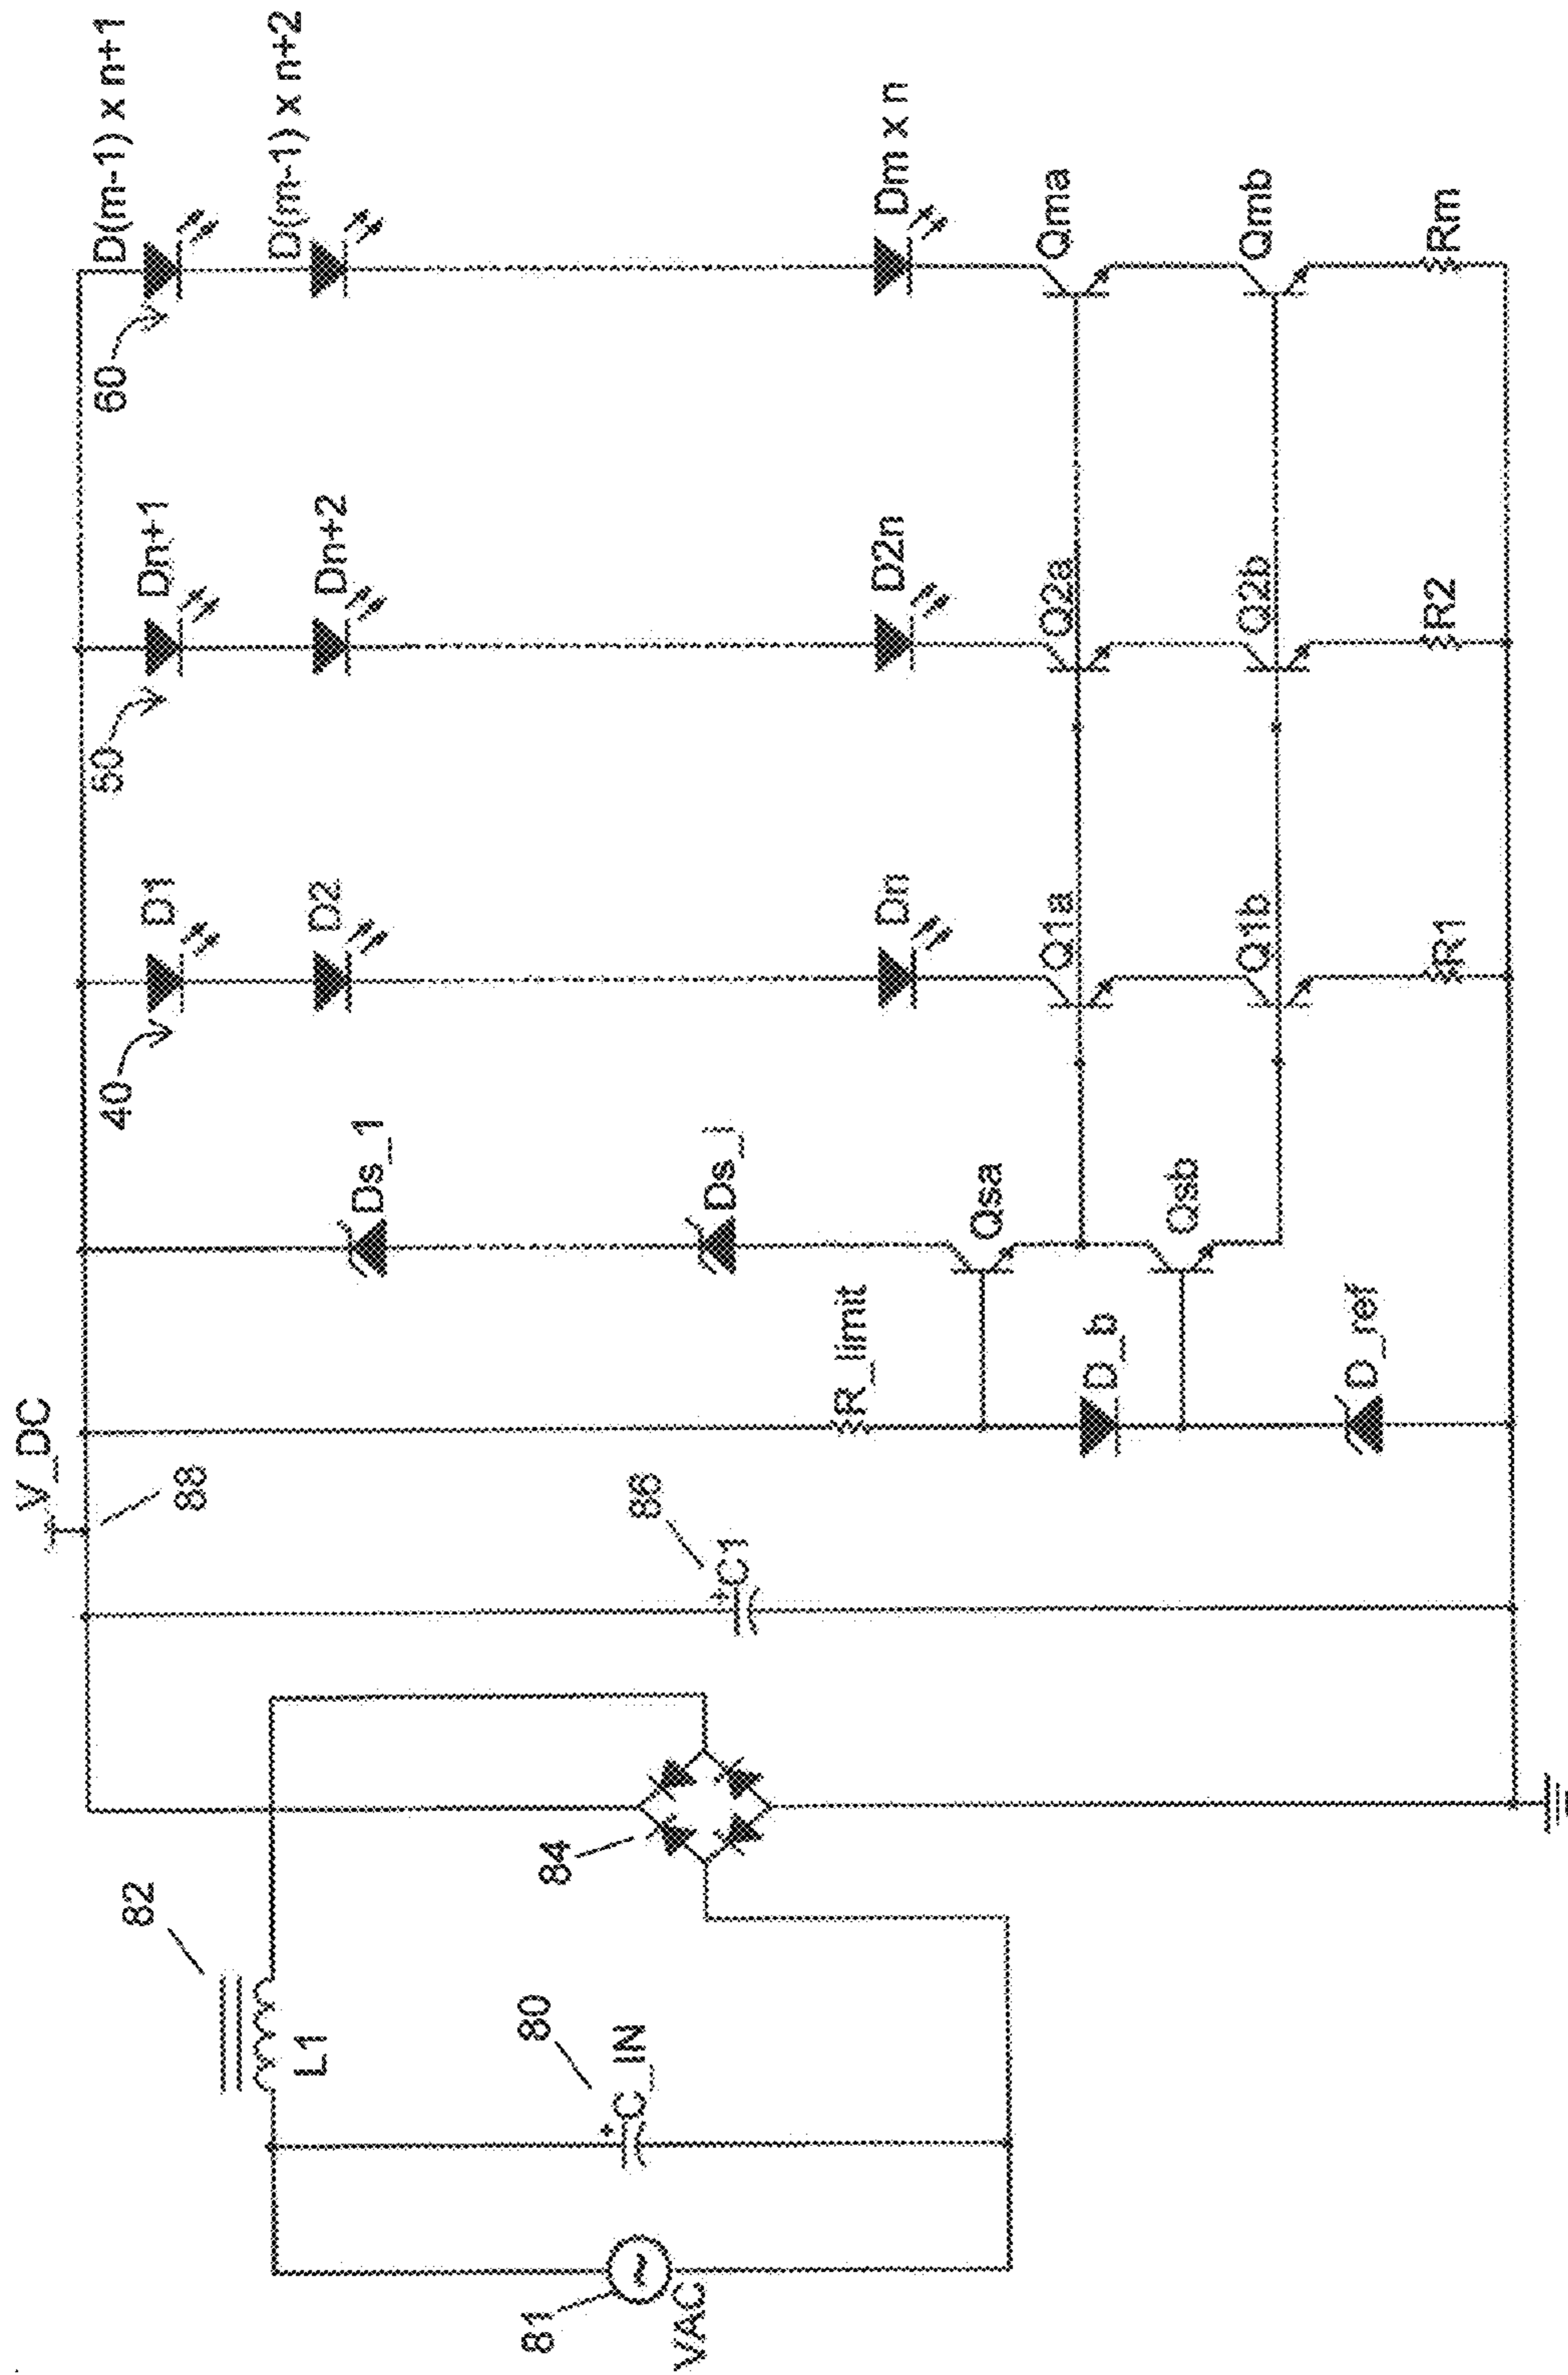 V_DC
88
D(m-1) x n+1
D(m-1) x n+2
60
Dn+1
Dn+2
50
D1
D2
40
Ds_1
Ds_i
Dm x n
D2n
Dn
Qma
Qmb
Q2a
Q2b
Q1a
Q1b
Qsa
Qsb
Rm
R2
R1
R_limit
D_b
D_ref
86
C1
84
82
L1
80
C_IN
81
VAC